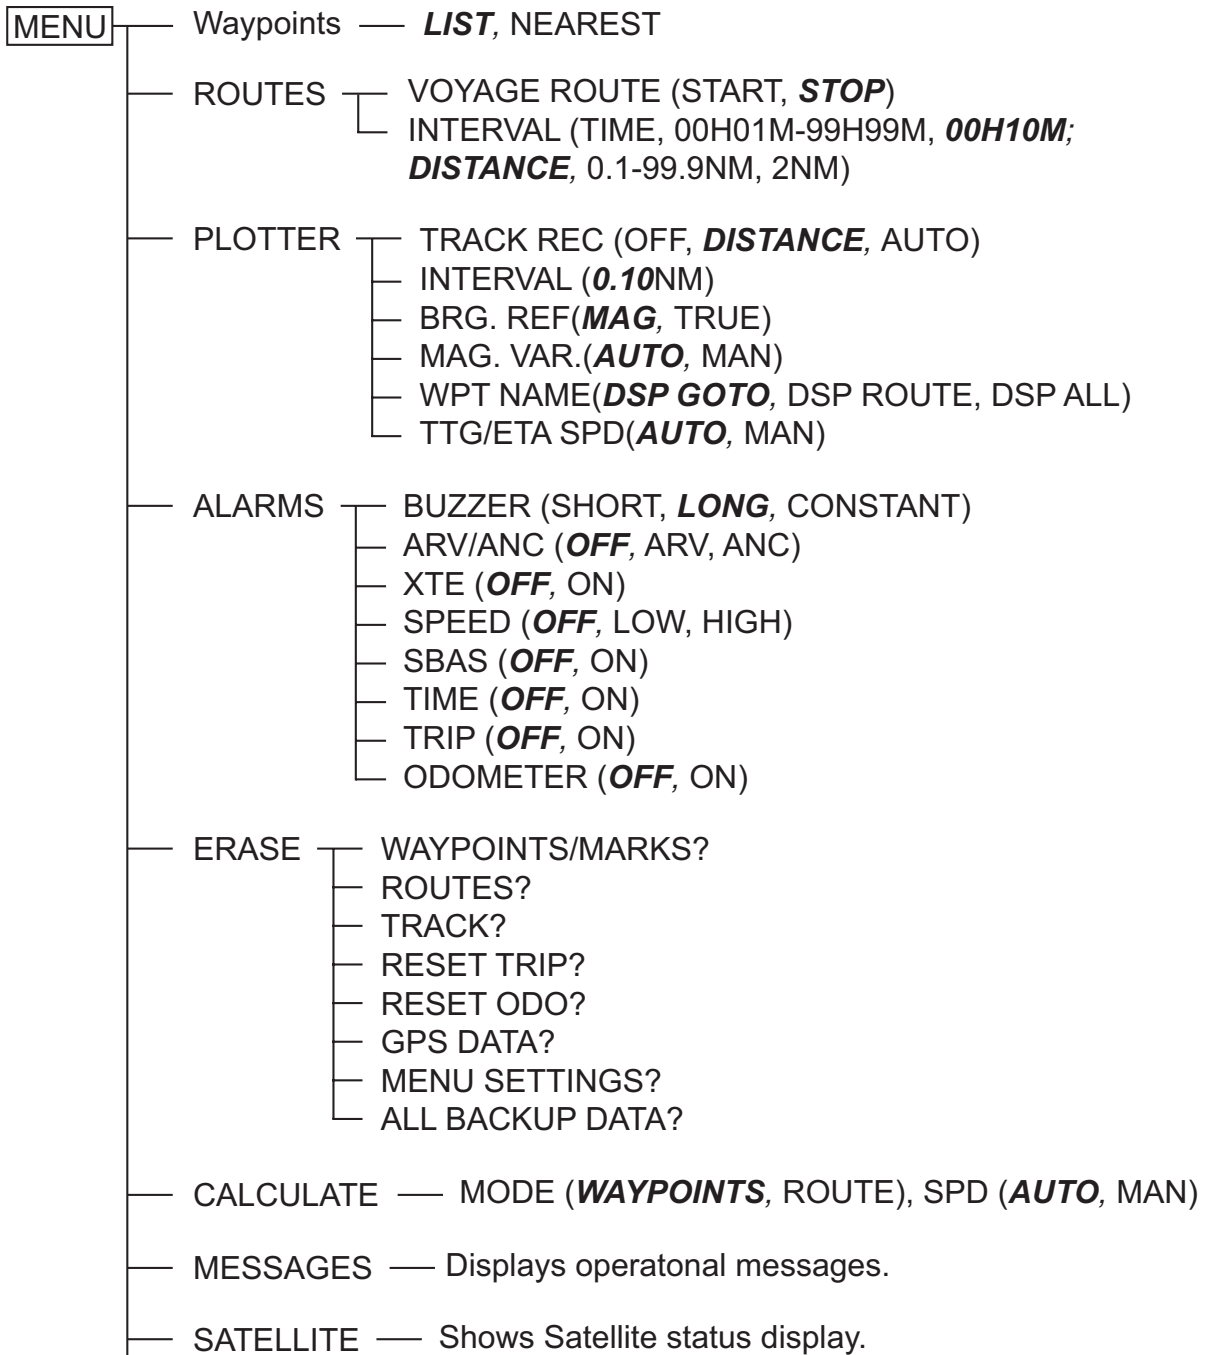 MENU Waypoints LIST, NEAREST
ROUTES VOYAGE ROUTE (START, STOP)
INTERVAL (TIME, 00H01M-99H99M, 00H10M;
DISTANCE, 0.1-99.9NM, 2NM)
PLOTTER TRACK REC (OFF, DISTANCE, AUTO)
INTERVAL (0.10NM)
BRG. REF(MAG, TRUE)
MAG. VAR.(AUTO, MAN)
WPT NAME(DSP GOTO, DSP ROUTE, DSP ALL)
TTG/ETA SPD(AUTO, MAN)
ALARMS BUZZER (SHORT, LONG, CONSTANT)
ARV/ANC (OFF, ARV, ANC)
XTE (OFF, ON)
SPEED (OFF, LOW, HIGH)
SBAS (OFF, ON)
TIME (OFF, ON)
TRIP (OFF, ON)
ODOMETER (OFF, ON)
ERASE WAYPOINTS/MARKS?
ROUTES?
TRACK?
RESET TRIP?
RESET ODO?
GPS DATA?
MENU SETTINGS?
ALL BACKUP DATA?
CALCULATE MODE (WAYPOINTS, ROUTE), SPD (AUTO, MAN)
MESSAGES Displays operatonal messages.
SATELLITE Shows Satellite status display.